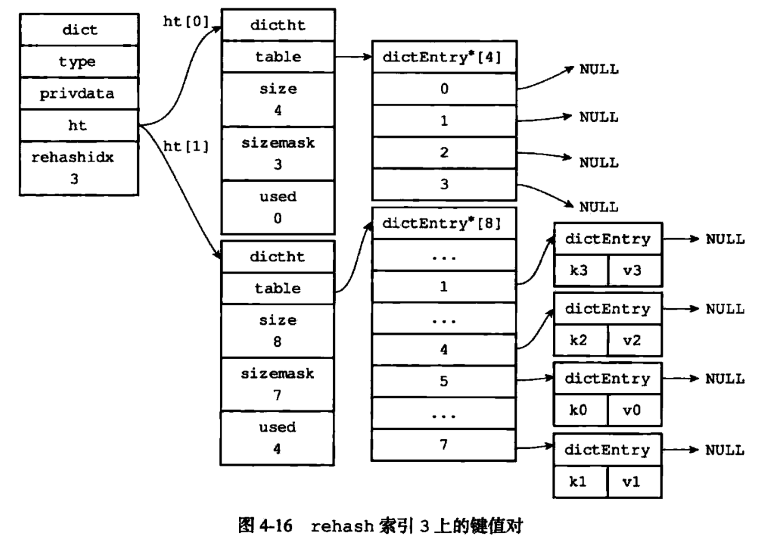 dict
type
privdata
ht
rehashidx
3
ht[0]
ht[1]
dictht
table
size
4
sizemask
3
used
0
dictht
table
size
8
sizemask
7
used
4
dictEntry*[4]
0
1
2
3
NULL
NULL
NULL
NULL
dictEntry*[8]
...
1
...
4
5
...
7
dictEntry
k3 v3
NULL
dictEntry
k2 v2
NULL
dictEntry
k0 v0
NULL
dictEntry
k1 v1
NULL
图 4-16 rehash 索引 3 上的键值对